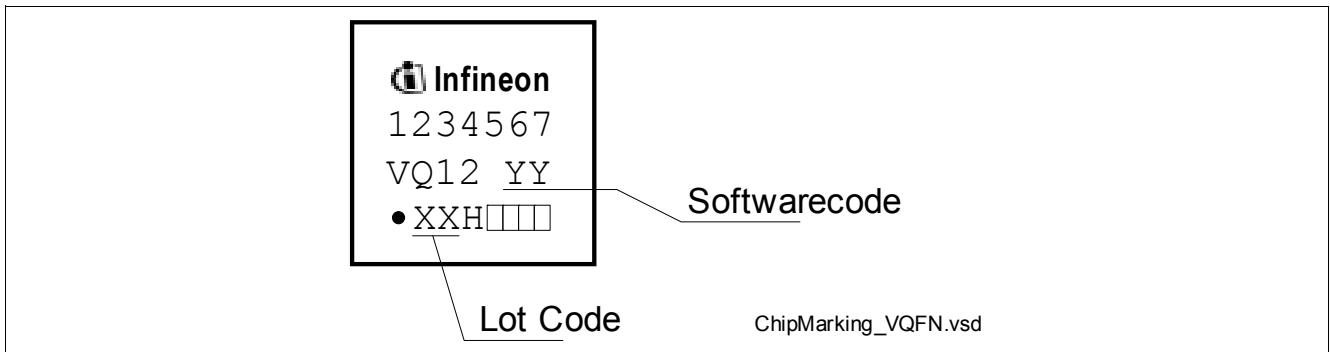 Infineon
1234567
VQ12 YY
XXH□□□□
Softwarecode
Lot Code
ChipMarking_VQFN.vsd